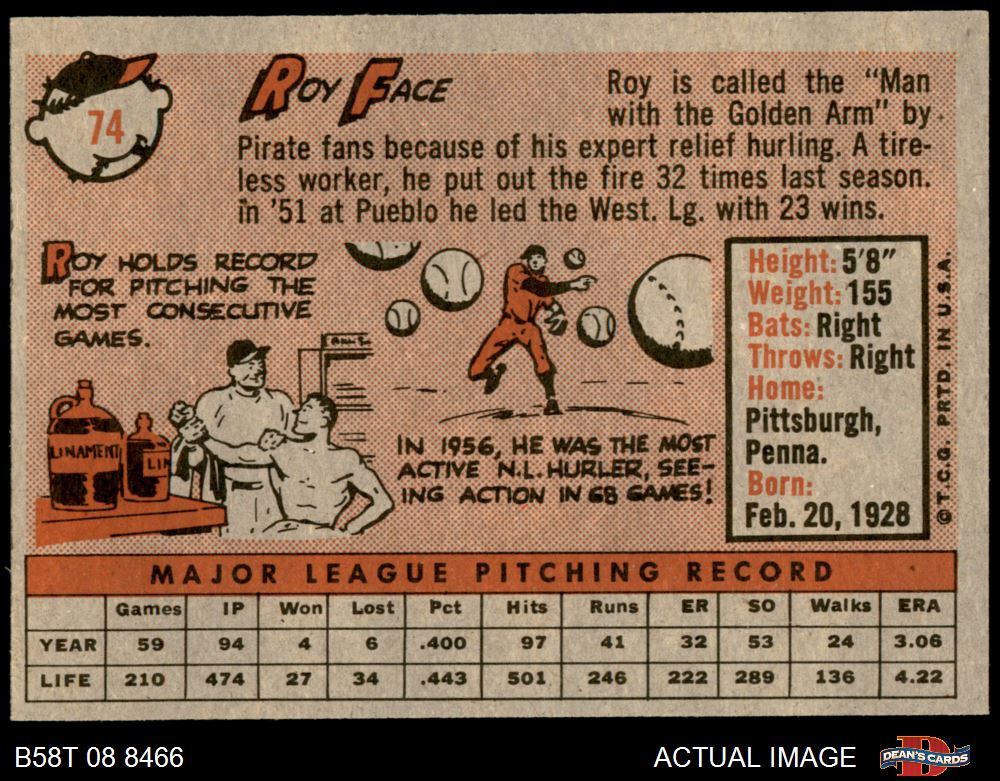 74
ROY FACE
Roy is called the "Man
with the Golden Arm" by
Pirate fans because of his expert relief hurling. A tire-
less worker, he put out the fire 32 times last season.
In '51 at Pueblo he led the West. Lg. with 23 wins.
ROY HOLDS RECORD
FOR PITCHING THE
MOST CONSECUTIVE
GAMES.
LINAMENT
LIN
IN 1956, HE WAS THE MOST
ACTIVE N.L. HURLER, SEE-
ING ACTION IN 68 GAMES!
Height: 5'8"
Weight: 155
Bats: Right
Throws: Right
Home:
Pittsburgh,
Penna.
Born:
Feb. 20, 1928
© T.C.G. PRTD. IN U.S.A.
MAJOR LEAGUE PITCHING RECORD
Games IP Won Lost Pct Hits Runs ER SO Walks ERA
YEAR 59 94 4 6 .400 97 41 32 53 24 3.06
LIFE 210 474 27 34 .443 501 246 222 289 136 4.22
B58T 08 8466
ACTUAL IMAGE
DEAN'S CARDS